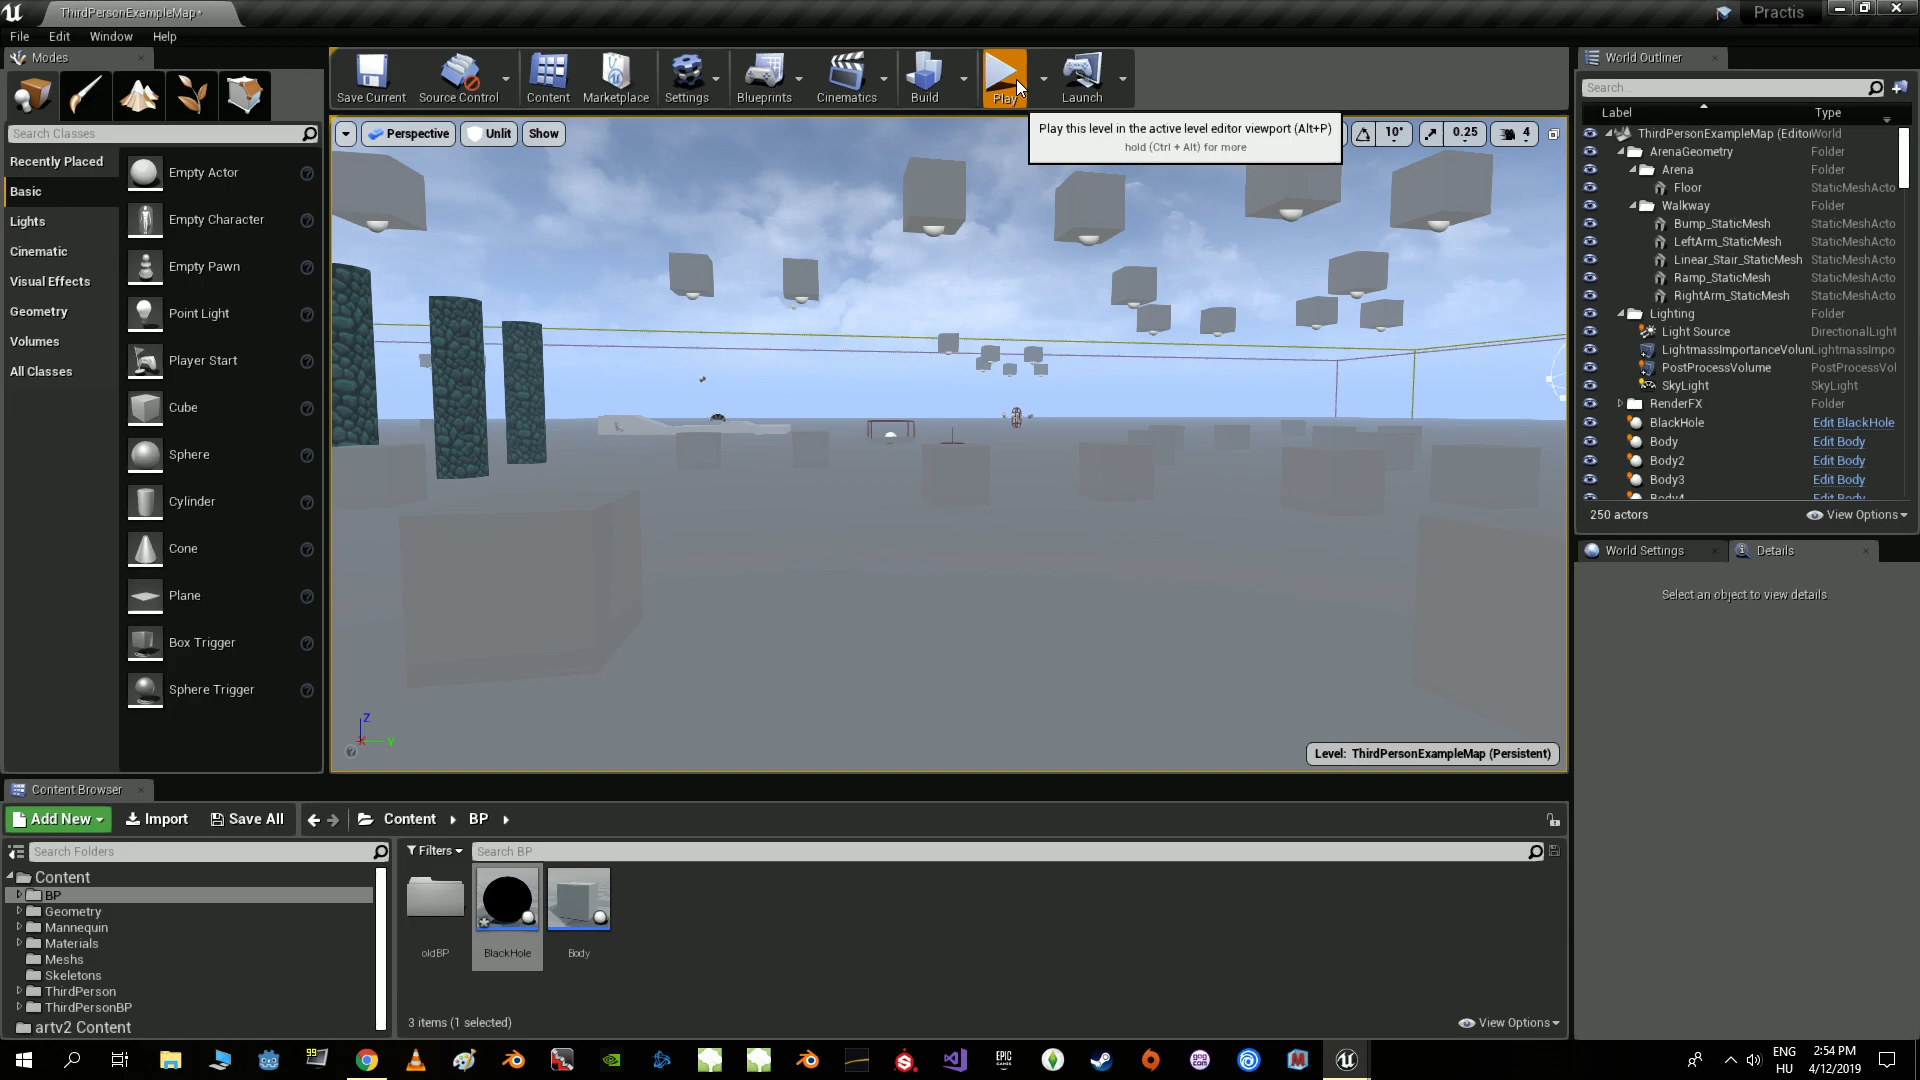 ThirdPersonExampleMap*
Practis
File Edit Window Help
Modes
Search Classes
Recently Placed
Basic
Lights
Cinematic
Visual Effects
Geometry
Volumes
All Classes
Empty Actor
Empty Character
Empty Pawn
Point Light
Player Start
Cube
Sphere
Cylinder
Cone
Plane
Box Trigger
Sphere Trigger
Save Current
Source Control
Content
Marketplace
Settings
Blueprints
Cinematics
Build
Play
Launch
Play this level in the active level editor viewport (Alt+P)
hold (Ctrl + Alt) for more
Perspective
Unlit
Show
10°
0.25
4
Z
Y
Level: ThirdPersonExampleMap (Persistent)
World Outliner
Search...
Label Type
ThirdPersonExampleMap (Editor World
ArenaGeometry Folder
Arena Folder
Floor StaticMeshActo
Walkway Folder
Bump_StaticMesh StaticMeshActo
LeftArm_StaticMesh StaticMeshActo
Linear_Stair_StaticMesh StaticMeshActo
Ramp_StaticMesh StaticMeshActo
RightArm_StaticMesh StaticMeshActo
Lighting Folder
Light Source DirectionalLight
LightmassImportanceVolum LightmassImpo
PostProcessVolume PostProcessVol
SkyLight SkyLight
RenderFX Folder
BlackHole Edit BlackHole
Body Edit Body
Body2 Edit Body
Body3 Edit Body
Body4 Edit Body
250 actors
View Options
World Settings
Details
Select an object to view details.
Content Browser
Add New
Import
Save All
Content
BP
Search Folders
Filters
Search BP
Content
BP
Geometry
Mannequin
Materials
Meshs
Skeletons
ThirdPerson
ThirdPersonBP
artv2 Content
oldBP
BlackHole
Body
3 items (1 selected)
View Options
99
EPIC
GAMES
gog
com
ENG
HU
2:54 PM
4/12/2019